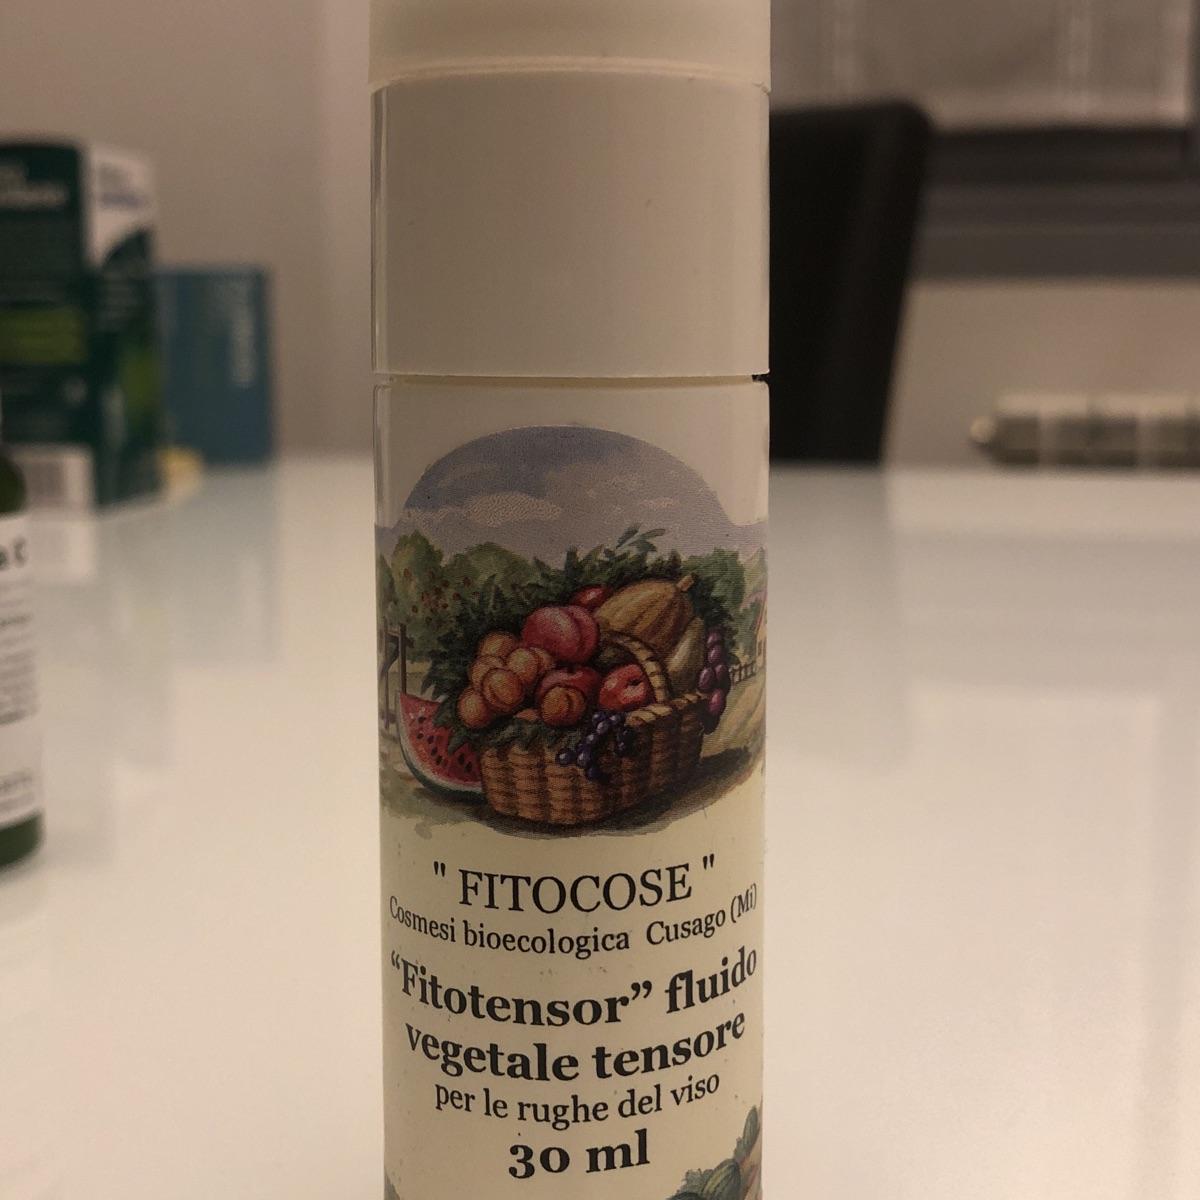 " FITOCOSE "
Cosmesi bioecologica Cusago (Mi)
“Fitotensor” fluido
vegetale tensore
per le rughe del viso
30 ml